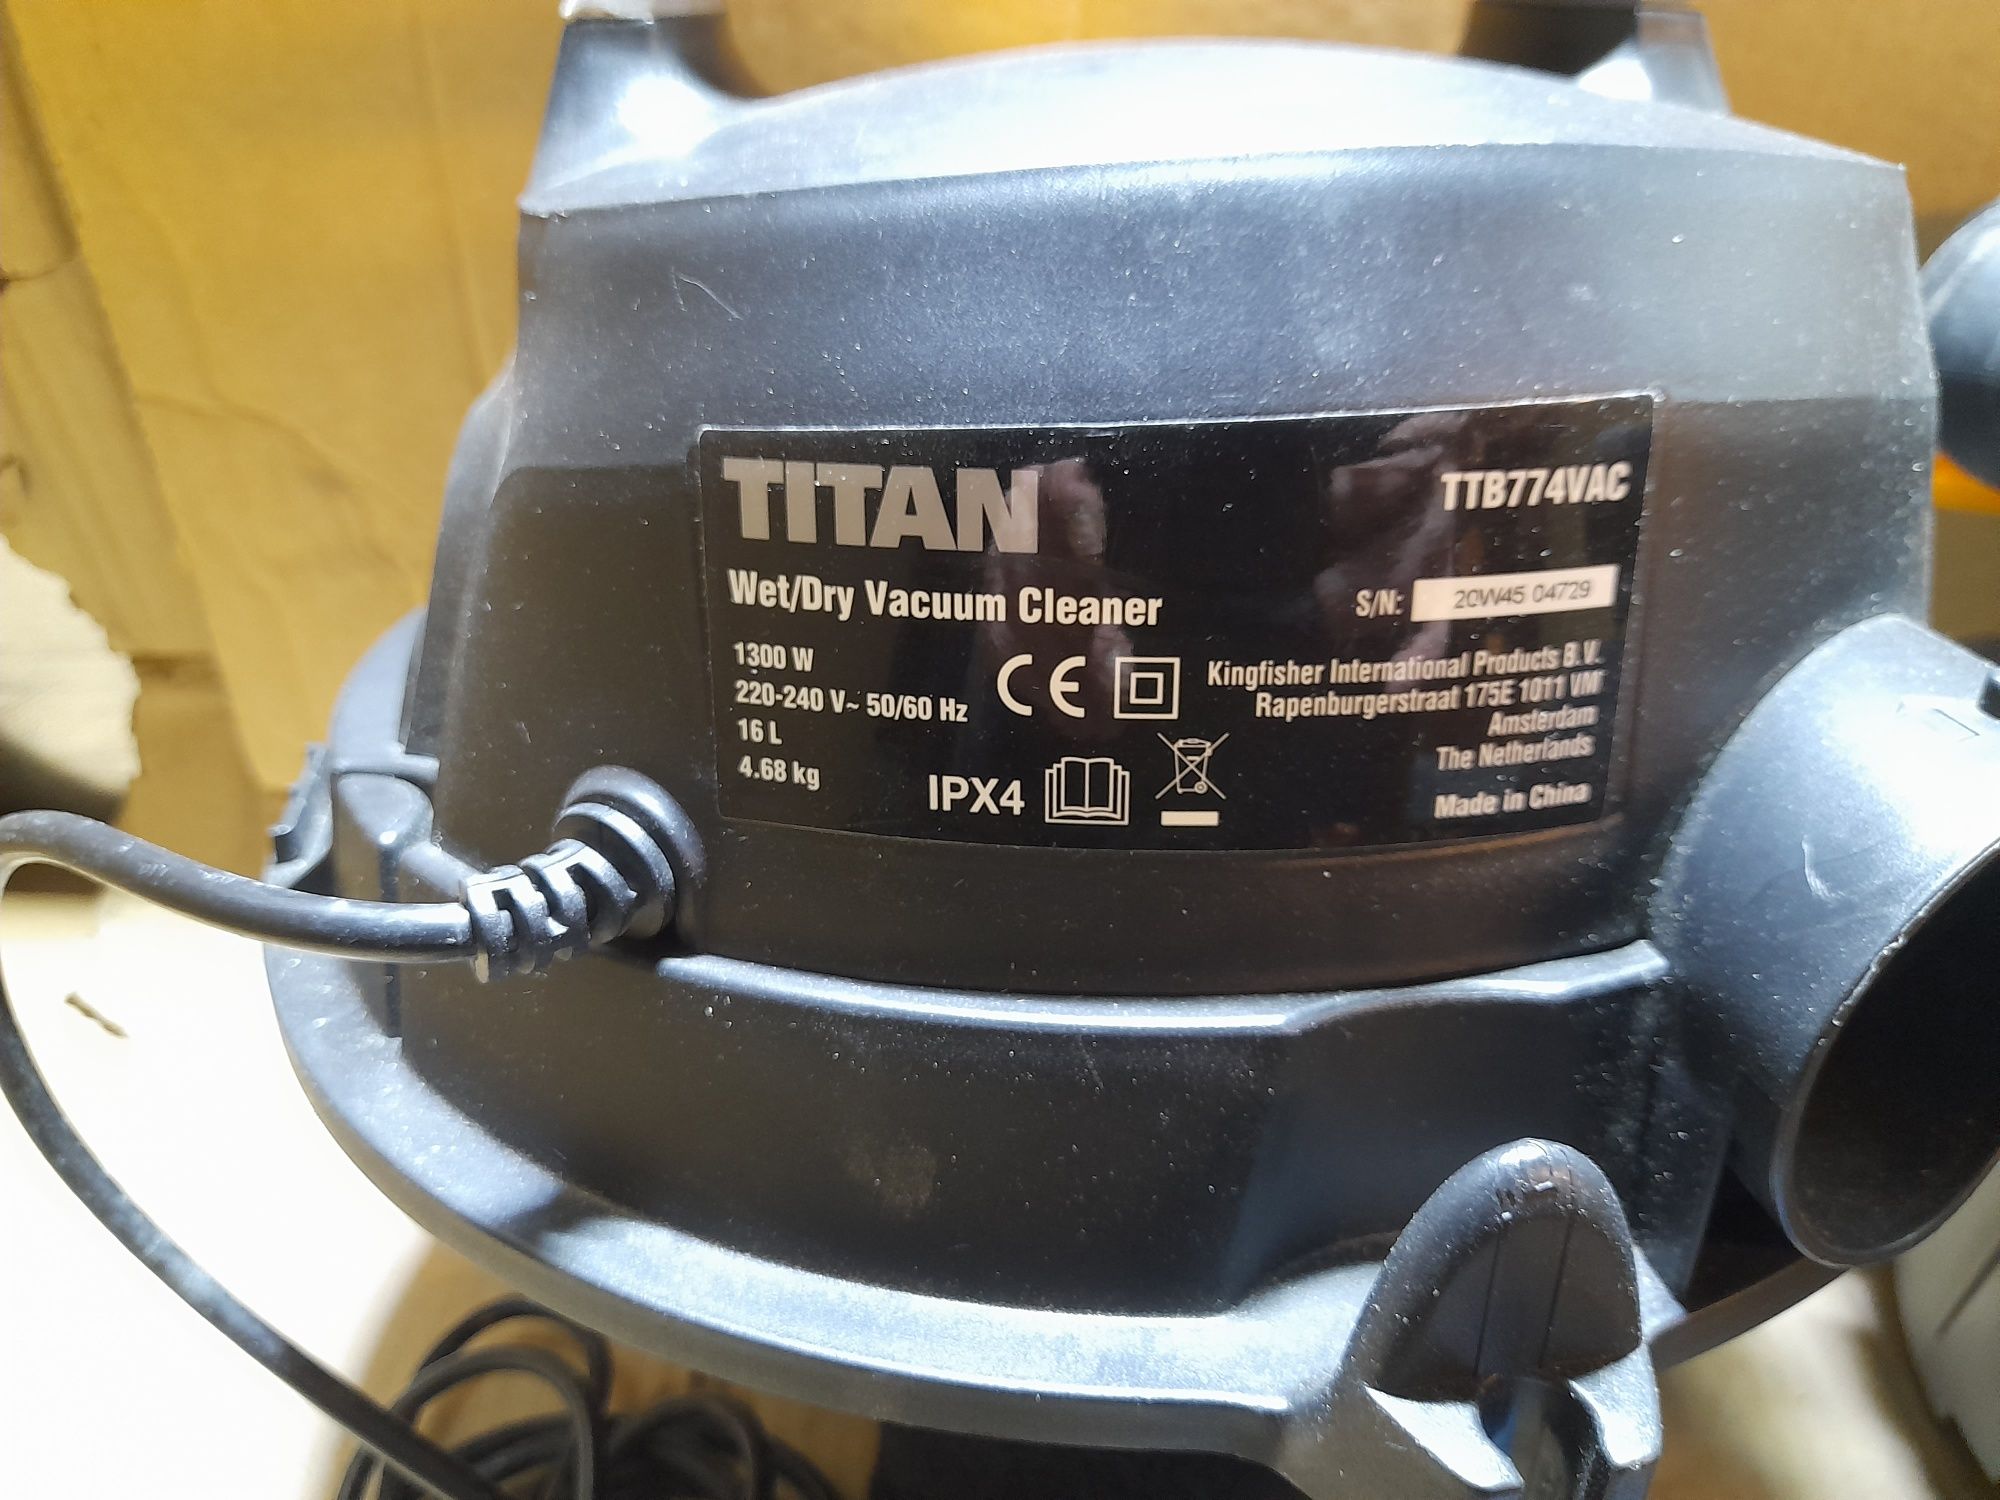 TITAN
TTB774VAC
Wet/Dry Vacuum Cleaner
S/N: 20W45 04729
1300 W
220-240 V~ 50/60 Hz
16 L
4.68 kg
CE
IPX4
Kingfisher International Products B.V.
Rapenburgerstraat 175E 1011 VM
Amsterdam
The Netherlands
Made in China